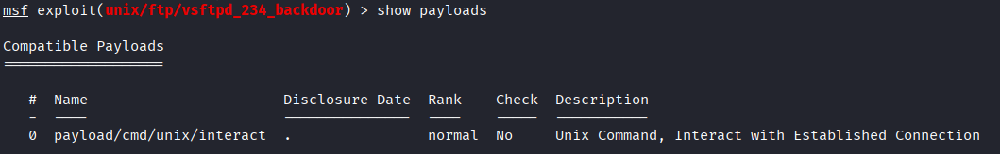 msf exploit(unix/ftp/vsftpd_234_backdoor) > show payloads
Compatible Payloads
===================
# Name Disclosure Date Rank Check Description
- ---- --------------- ---- ----- -----------
0 payload/cmd/unix/interact . normal No Unix Command, Interact with Established Connection